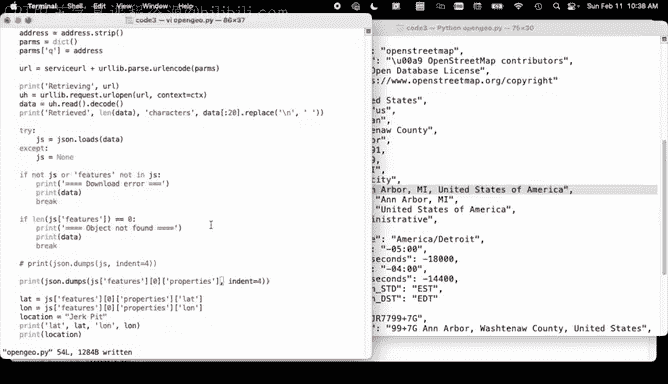 Terminal Shell Edit View Window Help
Sun Feb 11 10:38 AM
code3 — vi opengeo.py — 86×37
address = address.strip()
parms = dict()
parms['q'] = address
url = serviceurl + urllib.parse.urlencode(parms)
print('Retrieving', url)
uh = urllib.request.urlopen(url, context=ctx)
data = uh.read().decode()
print('Retrieved', len(data), 'characters', data[:20].replace('\n', ' '))
try:
js = json.loads(data)
except:
js = None
if not js or 'features' not in js:
print('==== Download error ===')
print(data)
break
if len(js['features']) == 0:
print('==== Object not found ====')
print(data)
break
# print(json.dumps(js, indent=4))
print(json.dumps(js['features'][0]['properties'], indent=4))
lat = js['features'][0]['properties']['lat']
lon = js['features'][0]['properties']['lon']
location = "Jerk Pit"
print('lat', lat, 'lon', lon)
print(location)
"opengeo.py" 54L, 1284B written
code3 — Python opengeo.py — 75×30
: "openstreetmap",
": "\u00a9 OpenStreetMap contributors",
Open Database License",
s://www.openstreetmap.org/copyright"
ted States",
"us",
an",
tenaw County",
or",
91,
9,
I",
city",
n Arbor, MI, United States of America",
"Ann Arbor, MI",
"United States of America",
inistrative",
e": "America/Detroit",
": "-05:00",
seconds": -18000,
": "-04:00",
seconds": -14400,
n_STD": "EST",
n_DST": "EDT"
JR7799+7G",
": "99+7G Ann Arbor, Washtenaw County, United States",